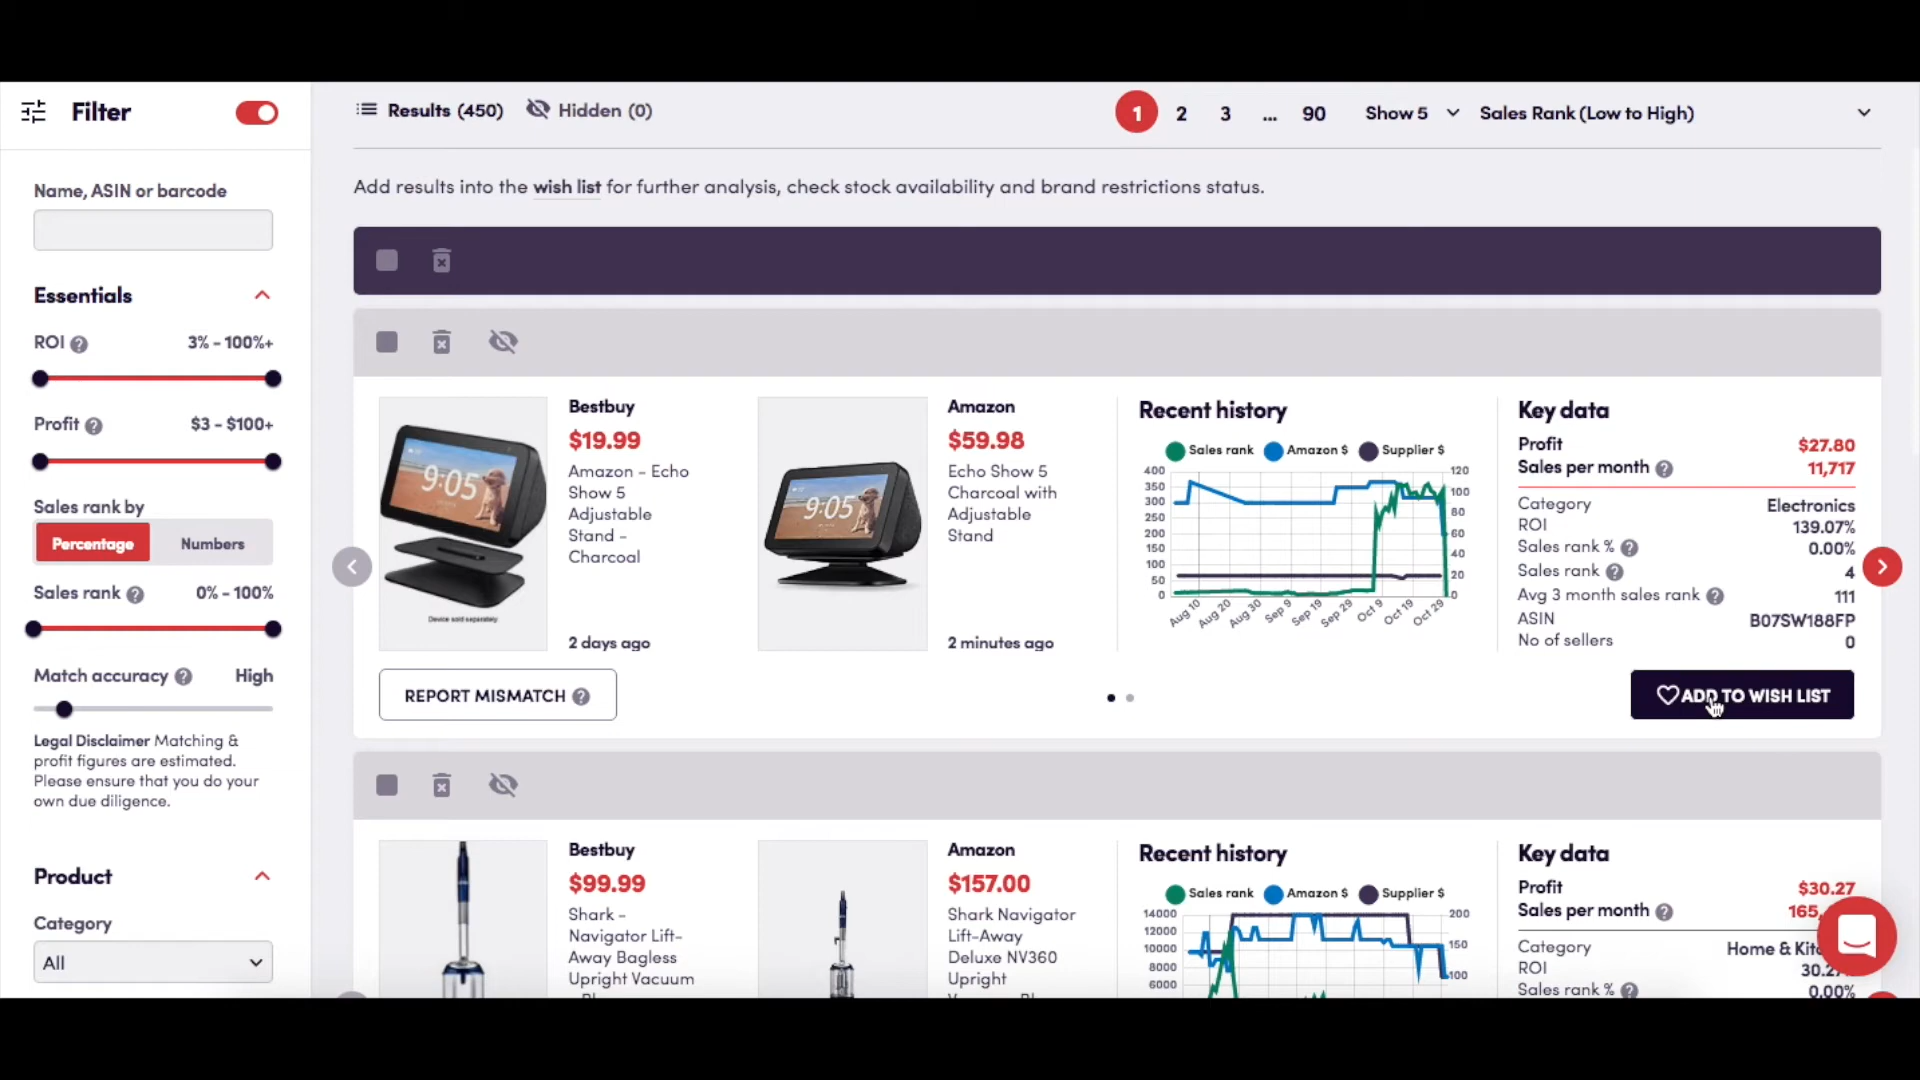 Filter
Results (450)
Hidden (0)
1 2 3 ... 90
Show 5
Sales Rank (Low to High)
Name, ASIN or barcode
Add results into the wish list for further analysis, check stock availability and brand restrictions status.
Essentials
ROI 3% - 100%+
Profit $3 - $100+
Sales rank by
Percentage Numbers
Sales rank 0% - 100%
Match accuracy High
Legal Disclaimer Matching &
profit figures are estimated.
Please ensure that you do your
own due diligence.
Product
Category
All
9:05
Device sold separately.
Bestbuy
$19.99
Amazon - Echo
Show 5
Adjustable
Stand -
Charcoal
2 days ago
9:05
Amazon
$59.98
Echo Show 5
Charcoal with
Adjustable
Stand
2 minutes ago
Recent history
Sales rank Amazon $ Supplier $
400
350
300
250
200
150
100
50
0
120
100
80
60
40
20
0
Aug 10 Aug 20 Aug 30 Sep 9 Sep 19 Sep 29 Oct 9 Oct 19 Oct 29
Key data
Profit $27.80
Sales per month 11,717
Category Electronics
ROI 139.07%
Sales rank % 0.00%
Sales rank 4
Avg 3 month sales rank 111
ASIN B07SW188FP
No of sellers 0
REPORT MISMATCH
ADD TO WISH LIST
Bestbuy
$99.99
Shark -
Navigator Lift-
Away Bagless
Upright Vacuum
Amazon
$157.00
Shark Navigator
Lift-Away
Deluxe NV360
Upright
Recent history
Sales rank Amazon $ Supplier $
14000
12000
10000
8000
6000
200
150
100
Key data
Profit $30.27
Sales per month 165,
Category Home & Kit
ROI 30.2
Sales rank % 0.00%